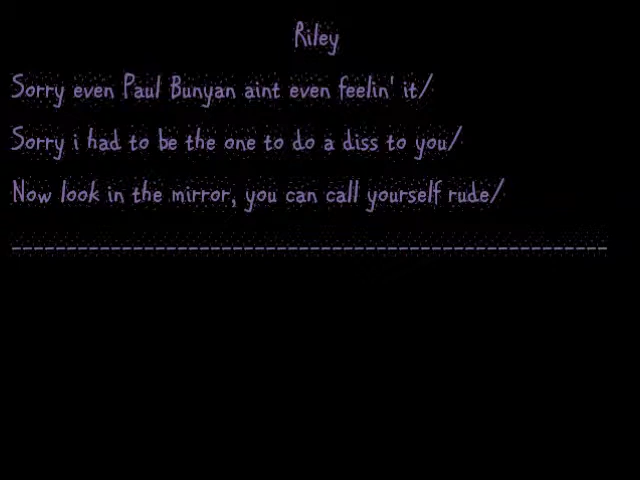 Riley
Sorry even Paul Bunyan aint even feelin' it/
Sorry i had to be the one to do a diss to you/
Now look in the mirror, you can call yourself rude/
------------------------------------------------------